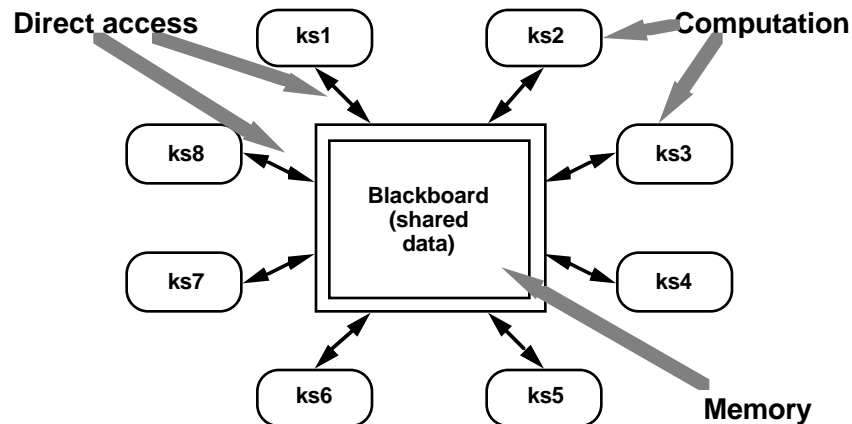 Direct access
ks1
ks2
Computation
ks8
ks3
Blackboard
(shared
data)
ks7
ks4
ks6
ks5
Memory